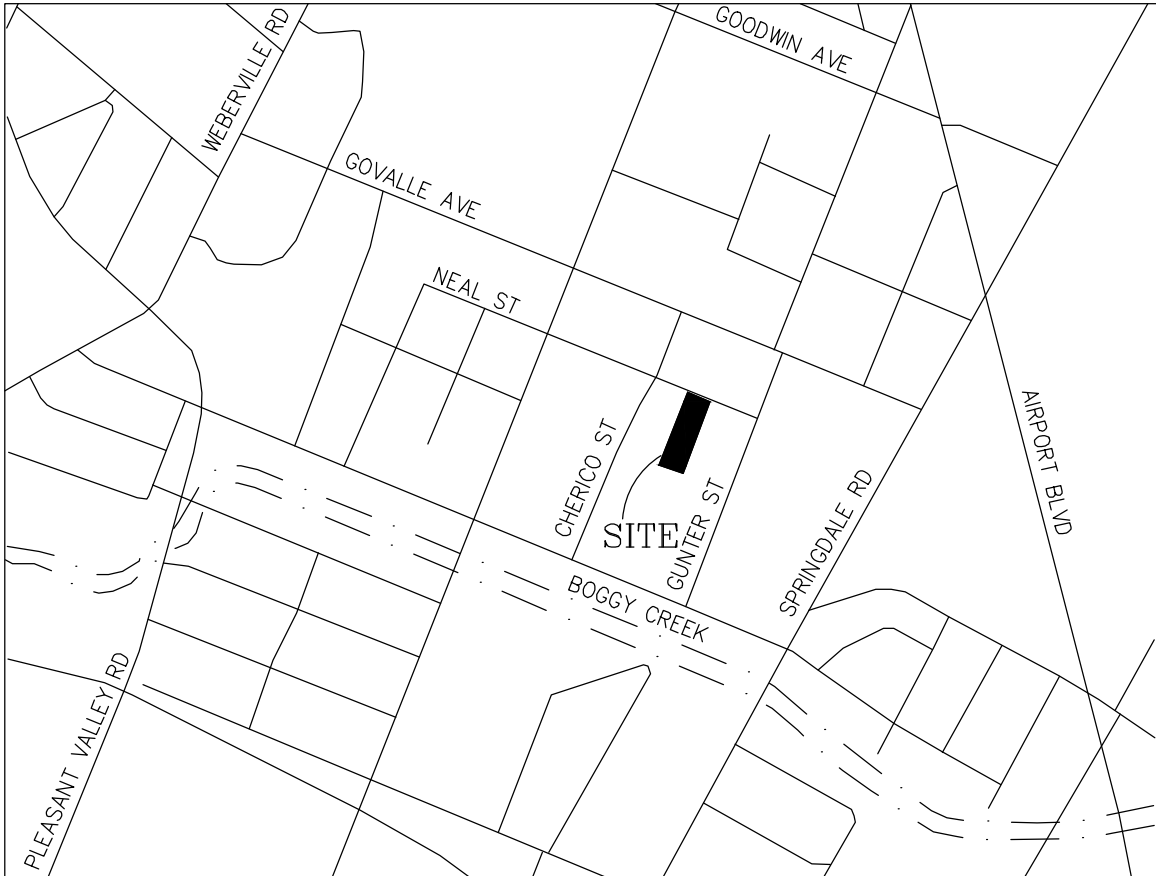 GOODWIN AVE
WEBERVILLE RD
GOVALLE AVE
NEAL ST
AIRPORT BLVD
CHERICO ST
SPRINGDALE RD
GUNTER ST
SITE
BOGGY CREEK
PLEASANT VALLEY RD